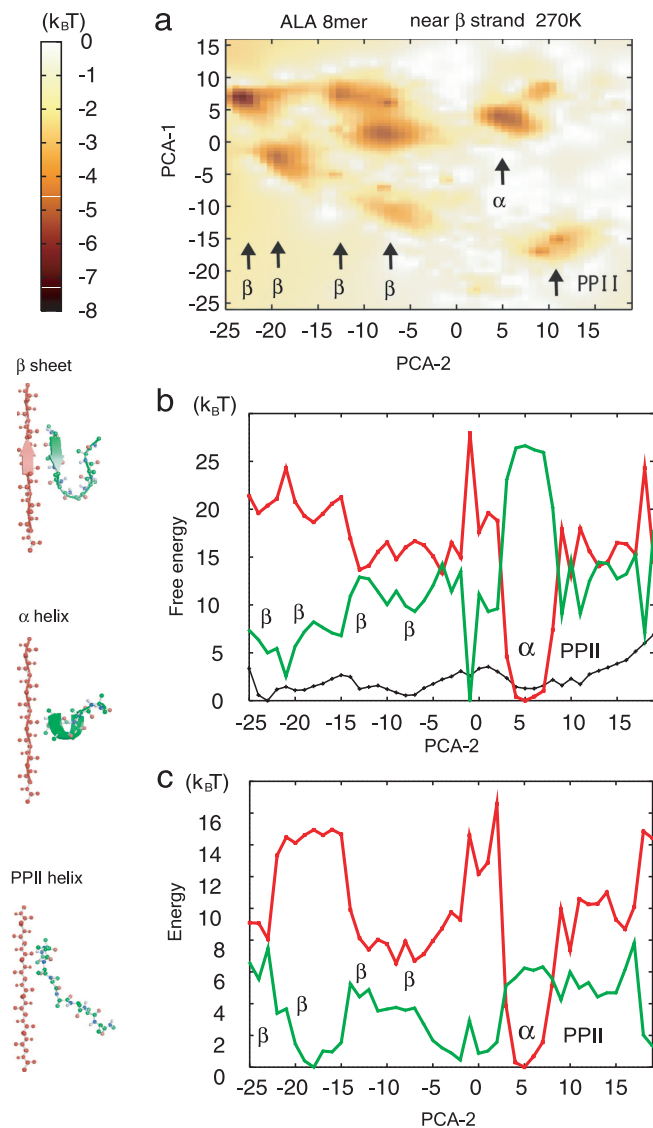 (kBT)
0
-1
-2
-3
-4
-5
-6
-7
-8
a
ALA 8mer near β strand 270K
PCA-1
15
10
5
0
-5
-10
-15
-20
-25
α
β β β β PPII
-25 -20 -15 -10 -5 0 5 10 15
PCA-2
β sheet
α helix
PPII helix
b (kBT)
Free energy
25
20
15
10
5
0
β β β β α PPII
-25 -20 -15 -10 -5 0 5 10 15
PCA-2
c (kBT)
Energy
16
14
12
10
8
6
4
2
0
β β β β α PPII
-25 -20 -15 -10 -5 0 5 10 15
PCA-2